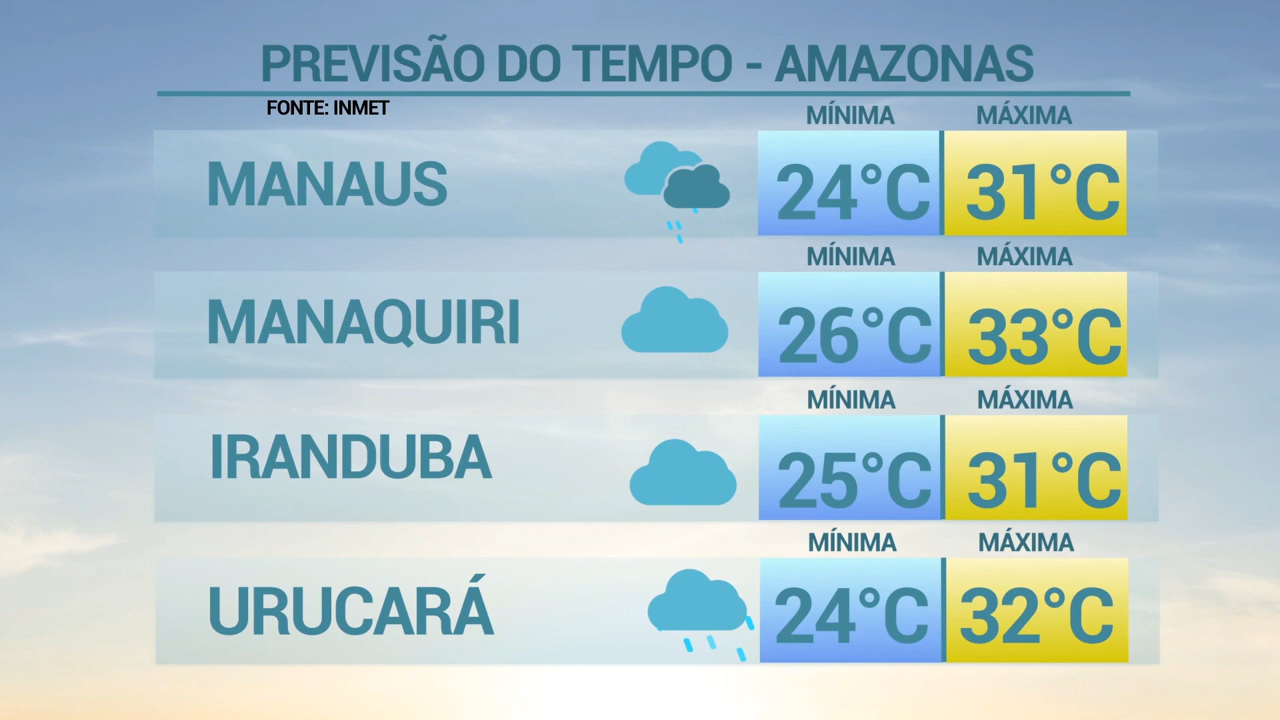 PREVISÃO DO TEMPO - AMAZONAS
FONTE: INMET
MÍNIMA MÁXIMA
MANAUS 24°C 31°C
MÍNIMA MÁXIMA
MANAQUIRI 26°C 33°C
MÍNIMA MÁXIMA
IRANDUBA 25°C 31°C
MÍNIMA MÁXIMA
URUCARÁ 24°C 32°C